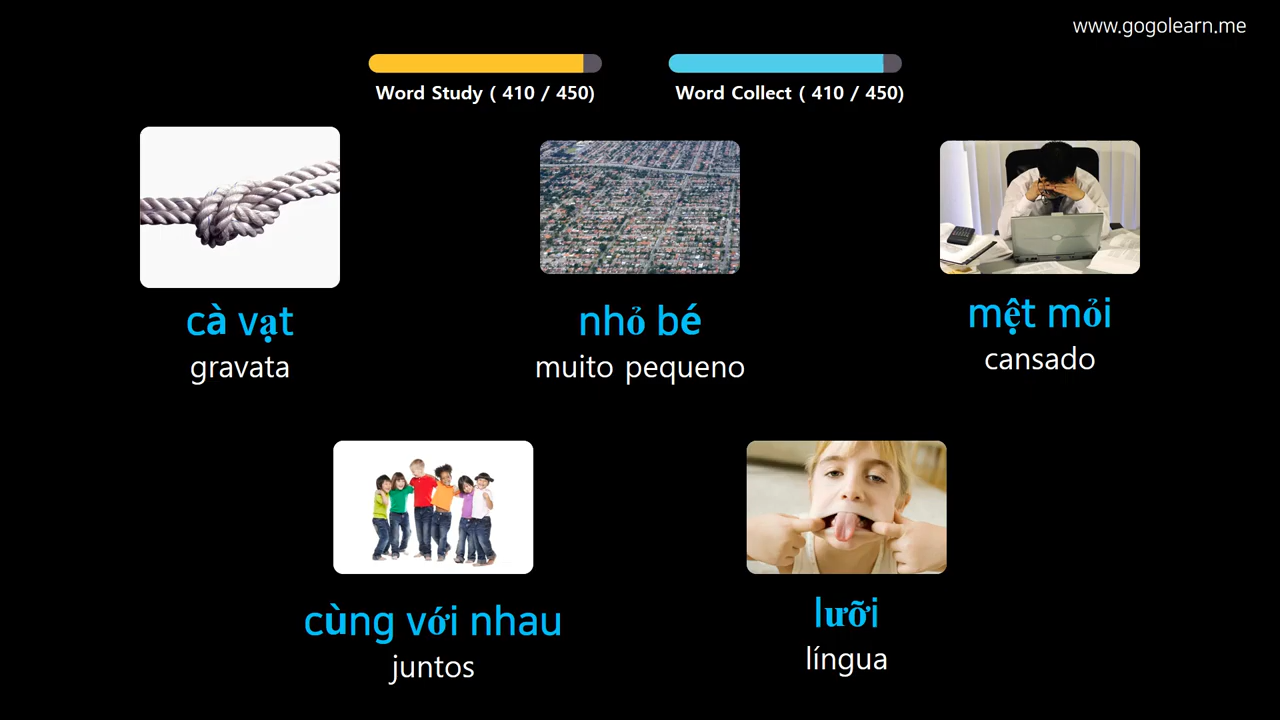 www.gogolearn.me
Word Study ( 410 / 450)
Word Collect ( 410 / 450)
cà vạt
gravata
nhỏ bé
muito pequeno
mệt mỏi
cansado
cùng với nhau
juntos
lưỡi
língua